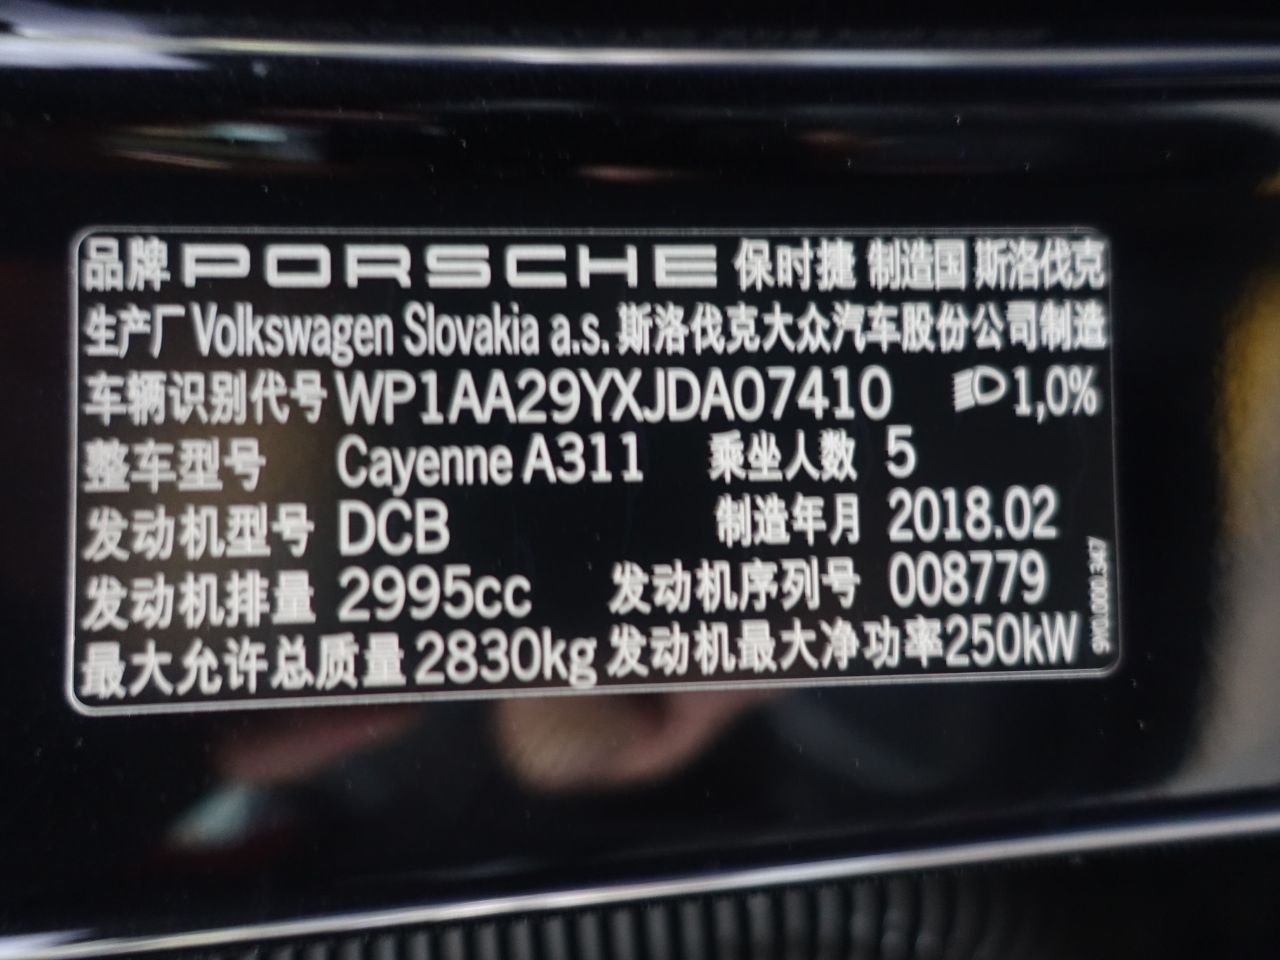 品牌 PORSCHE 保时捷 制造国 斯洛伐克
生产厂 Volkswagen Slovakia a.s. 斯洛伐克大众汽车股份公司制造
车辆识别代号 WP1AA29YXJDA07410 1,0%
整车型号 Cayenne A311 乘坐人数 5
发动机型号 DCB 制造年月 2018.02
发动机排量 2995cc 发动机序列号 008779
最大允许总质量 2830kg 发动机最大净功率 250kW